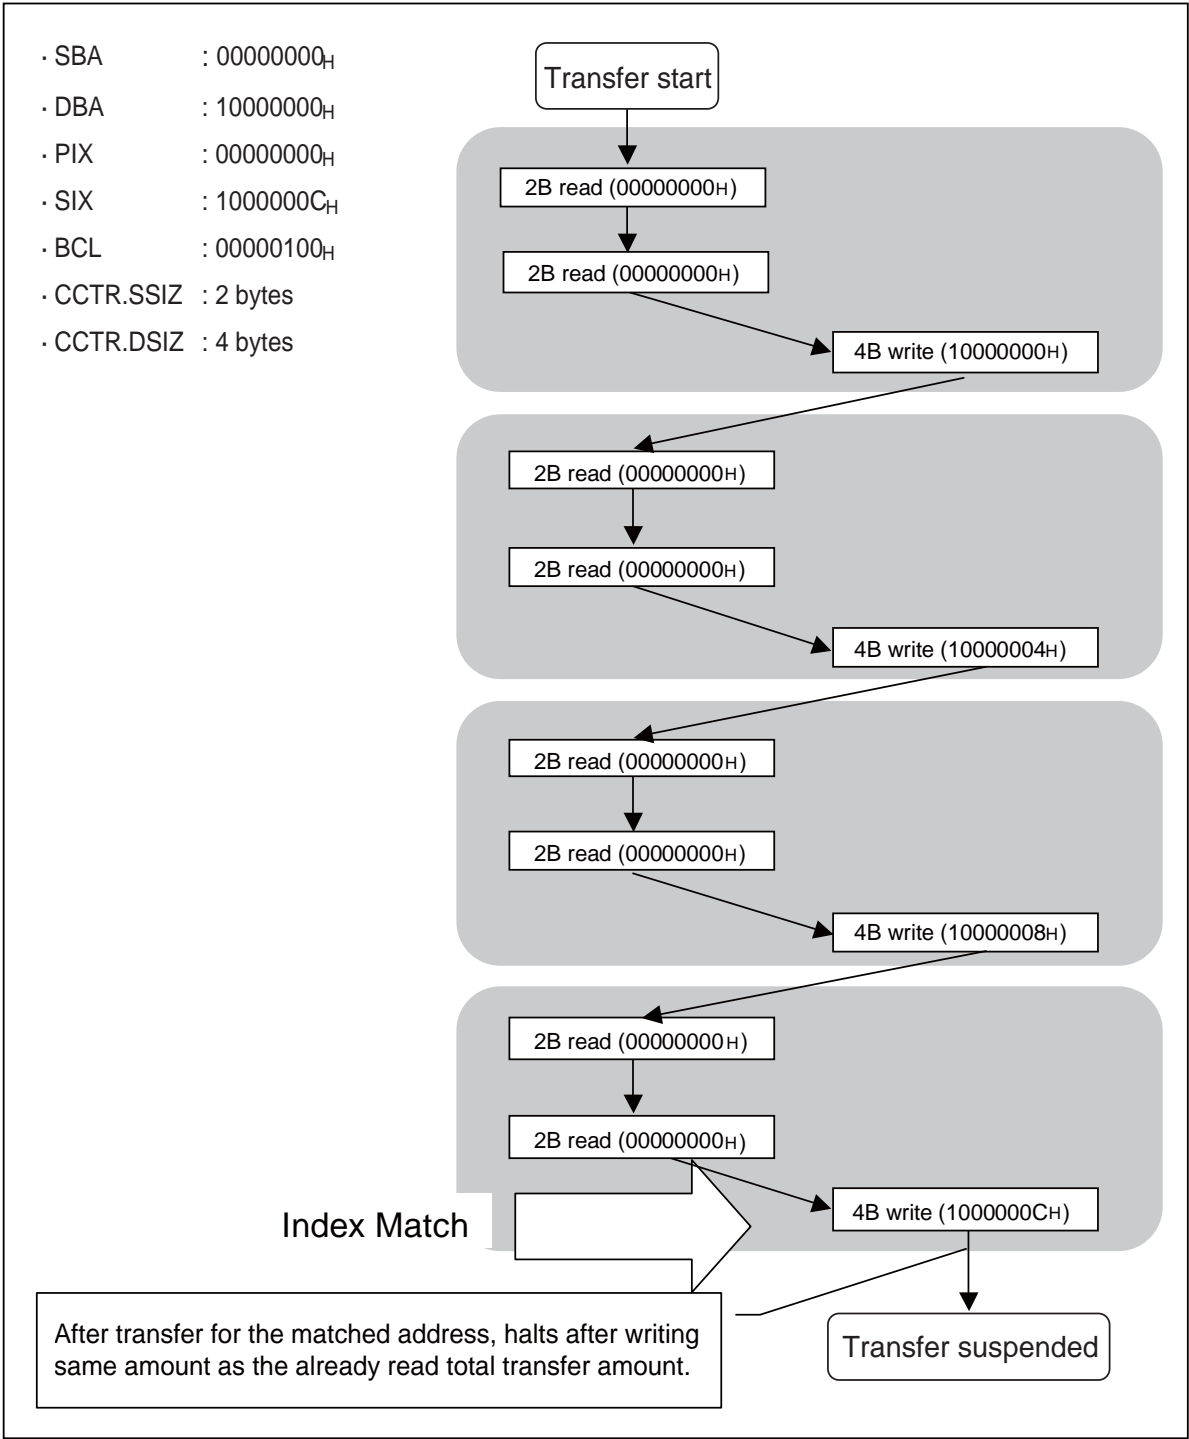 · SBA : 00000000H
· DBA : 10000000H
· PIX : 00000000H
· SIX : 1000000CH
· BCL : 00000100H
· CCTR.SSIZ : 2 bytes
· CCTR.DSIZ : 4 bytes
Transfer start
2B read (00000000H)
2B read (00000000H)
4B write (10000000H)
2B read (00000000H)
2B read (00000000H)
4B write (10000004H)
2B read (00000000H)
2B read (00000000H)
4B write (10000008H)
2B read (00000000H)
2B read (00000000H)
4B write (1000000CH)
Index Match
After transfer for the matched address, halts after writing
same amount as the already read total transfer amount.
Transfer suspended